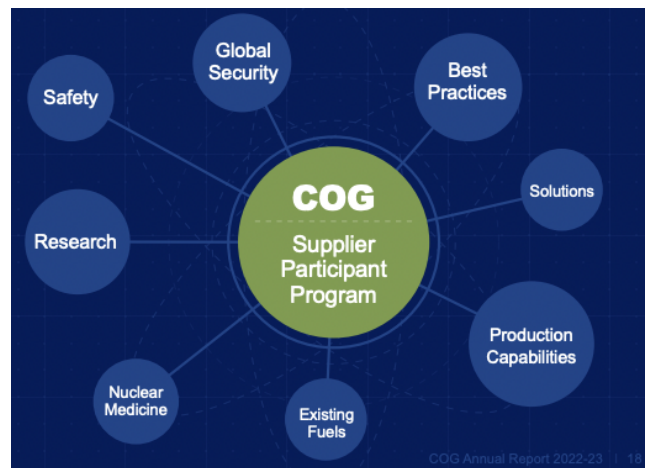 Global
Security
Best
Practices
Safety
COG
Solutions
Research
Supplier
Participant
Program
Production
Capabilities
Nuclear
Medicine
Existing
Fuels
COG Annual Report 2022-23 | 18